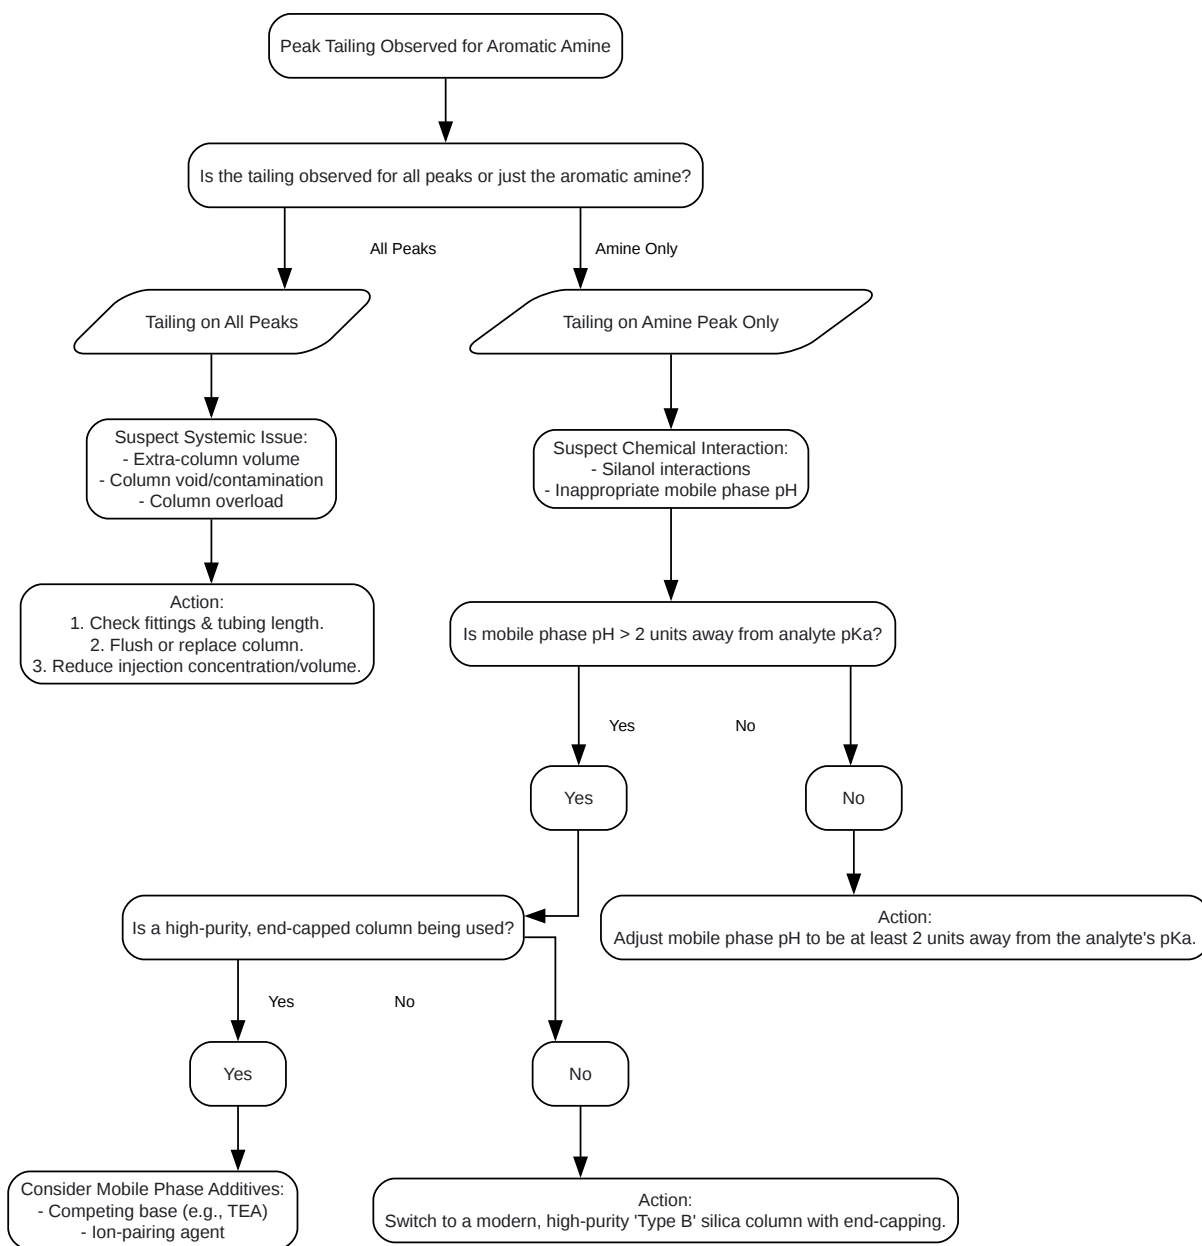 Peak Tailing Observed for Aromatic Amine
Is the tailing observed for all peaks or just the aromatic amine?
All Peaks
Amine Only
Tailing on All Peaks
Tailing on Amine Peak Only
Suspect Systemic Issue:
- Extra-column volume
- Column void/contamination
- Column overload
Suspect Chemical Interaction:
- Silanol interactions
- Inappropriate mobile phase pH
Action:
1. Check fittings & tubing length.
2. Flush or replace column.
3. Reduce injection concentration/volume.
Is mobile phase pH > 2 units away from analyte pKa?
Yes
No
Yes
No
Is a high-purity, end-capped column being used?
Action:
Adjust mobile phase pH to be at least 2 units away from the analyte's pKa.
Yes
No
Yes
No
Consider Mobile Phase Additives:
- Competing base (e.g., TEA)
- Ion-pairing agent
Action:
Switch to a modern, high-purity 'Type B' silica column with end-capping.